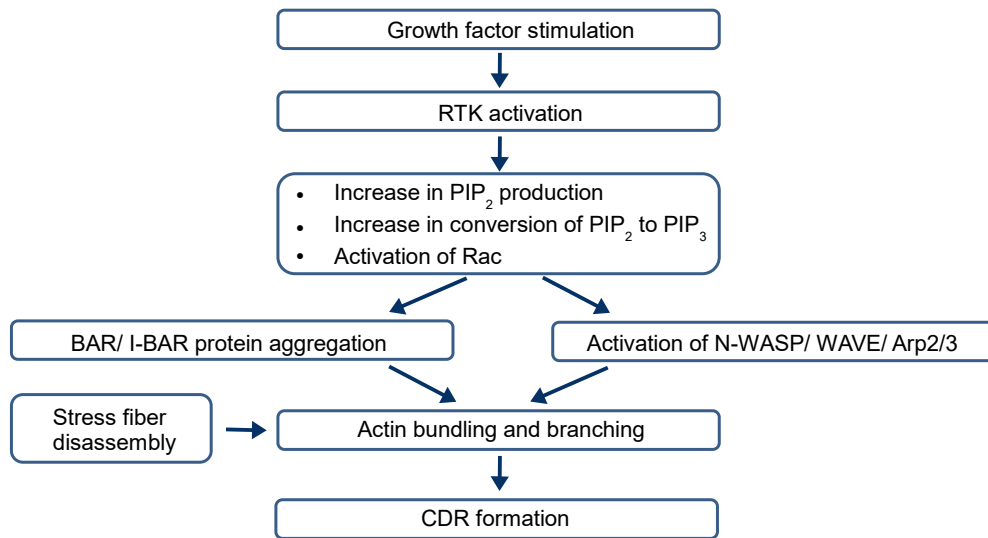 Growth factor stimulation
RTK activation
• Increase in PIP₂ production
• Increase in conversion of PIP₂ to PIP₃
• Activation of Rac
BAR/ I-BAR protein aggregation
Activation of N-WASP/ WAVE/ Arp2/3
Stress fiber
disassembly
Actin bundling and branching
CDR formation